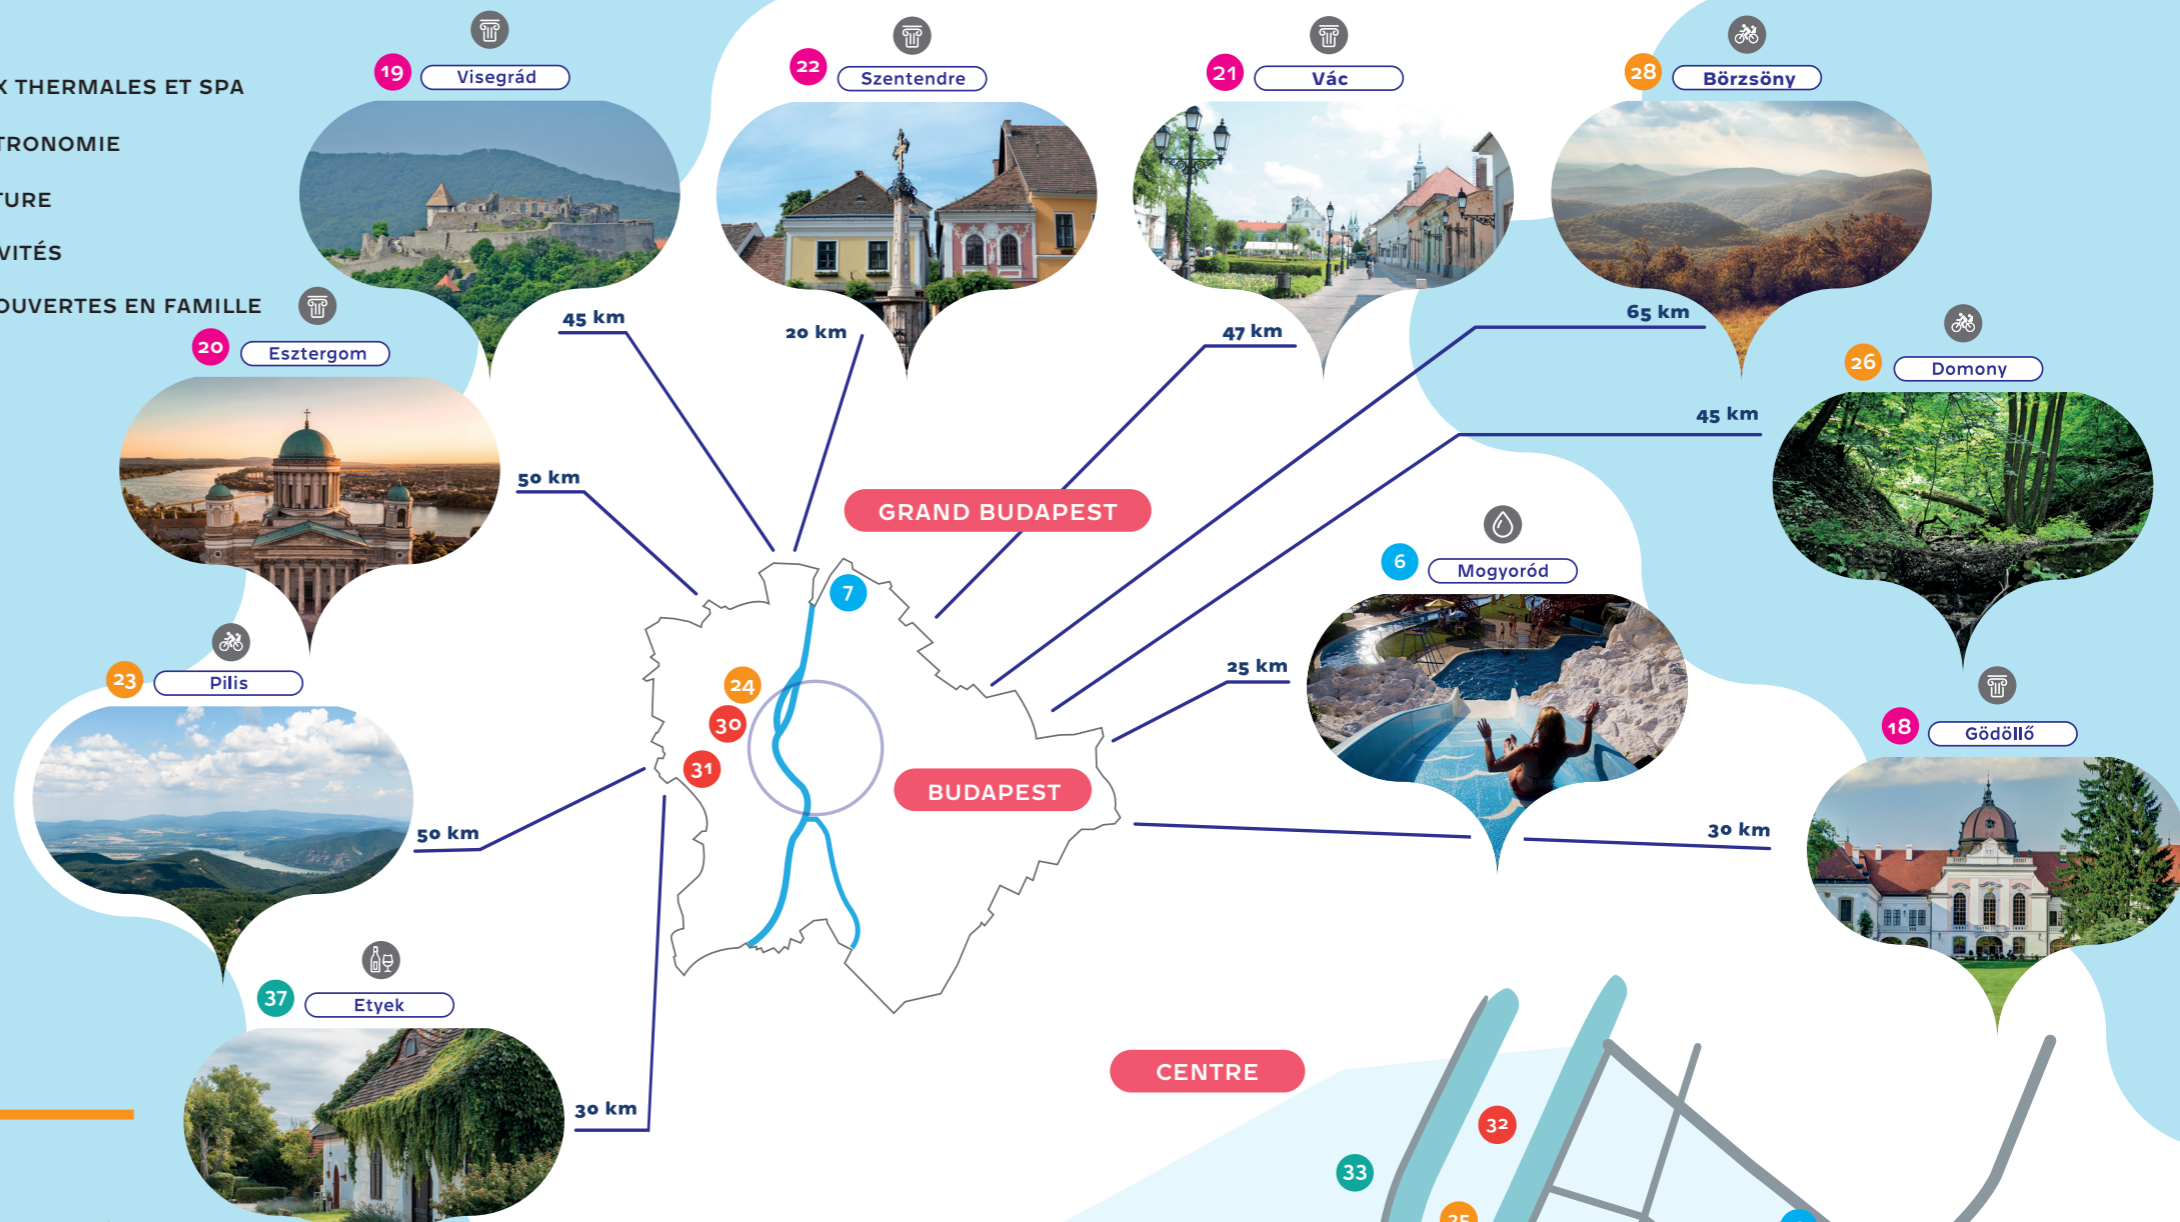 X THERMALES ET SPA
TRONOMIE
TURE
VITÉS
OUVERTES EN FAMILLE
19 Visegrád
22 Szentendre
21 Vác
28 Börzsöny
45 km
20 km
47 km
65 km
20 Esztergom
26 Domony
45 km
50 km
GRAND BUDAPEST
6 Mogyoród
7
23 Pilis
24
25 km
30
18 Gödöllő
31
BUDAPEST
50 km
30 km
37 Etyek
CENTRE
30 km
32
33
25